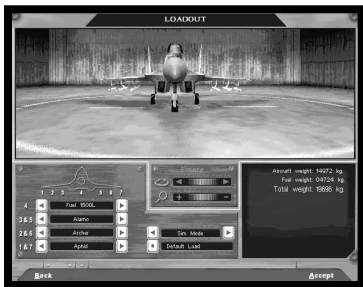 LOADOUT
Aircraft weight: 14972 kg.
Fuel weight: 04724 kg.
Total weight: 19696 kg.
1 2 3 4 5 6 7
4 Fuel 1500L
3 & 5 Alamo
2 & 6 Archer
1 & 7 Aphid
Sim Mode
Default Load
Back
Accept